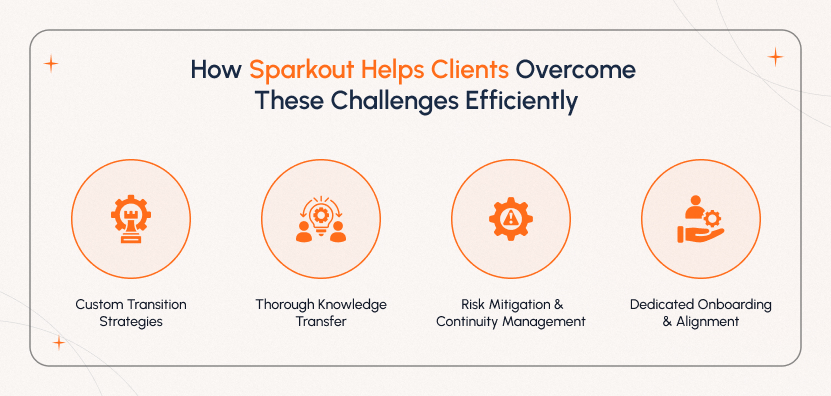 How Sparkout Helps Clients Overcome
These Challenges Efficiently
Custom Transition
Strategies
Thorough Knowledge
Transfer
Risk Mitigation &
Continuity Management
Dedicated Onboarding
& Alignment